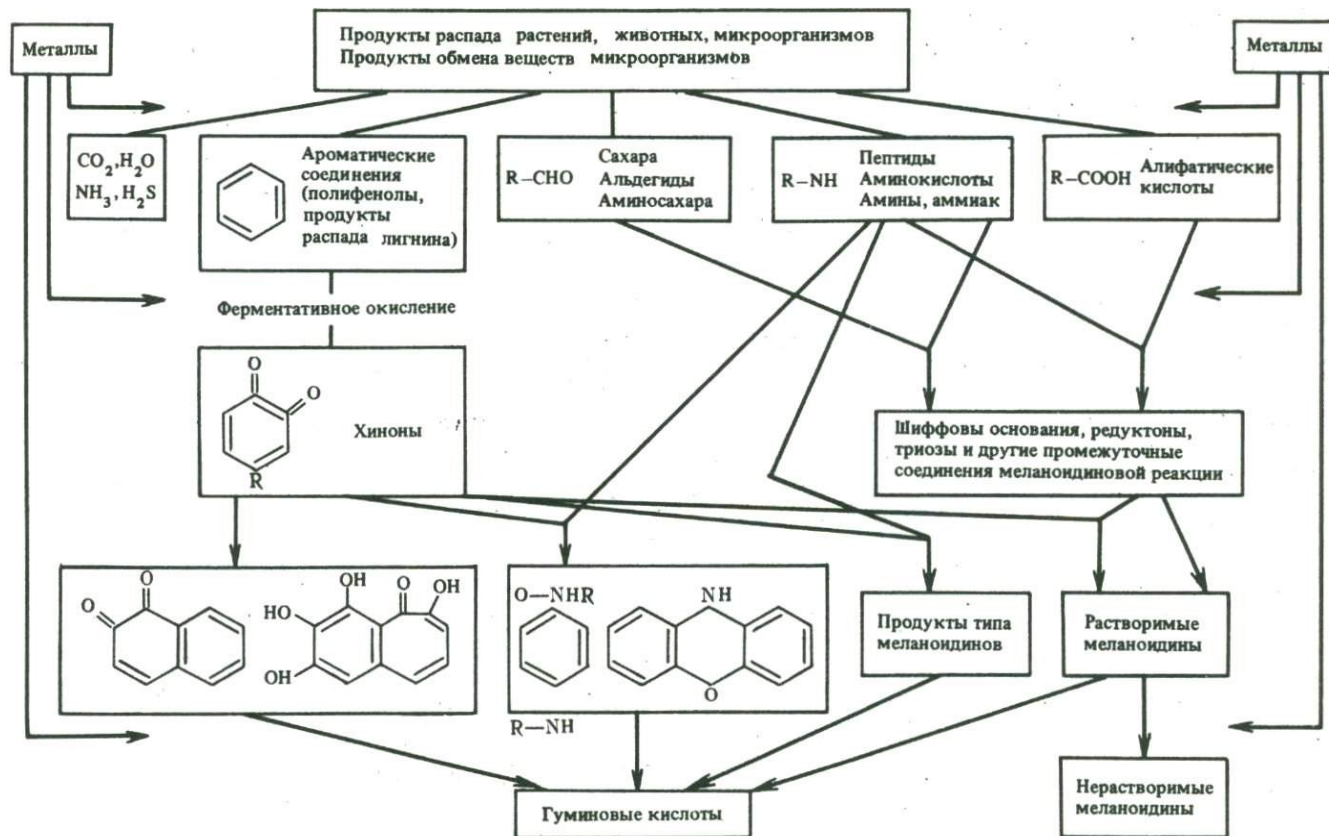 Металлы
Продукты распада растений, животных, микроорганизмов
Продукты обмена веществ микроорганизмов
Металлы
CO₂,H₂O
NH₃,H₂S
Ароматические
соединения
(полифенолы,
продукты
распада лигнина)
R–CHO
Сахара
Альдегиды
Аминосахара
R–NH
Пептиды
Аминокислоты
Амины, аммиак
R–COOH
Алифатические
кислоты
Ферментативное окисление
O
O
R
Хиноны
Шиффовы основания, редуктоны,
триозы и другие промежуточные
соединения меланоидиновой реакции
O
O
OH
O
OH
HO
OH
O—NHR
NH
O
R—NH
Продукты типа
меланоидинов
Растворимые
меланоидины
Гуминовые кислоты
Нерастворимые
меланоидины